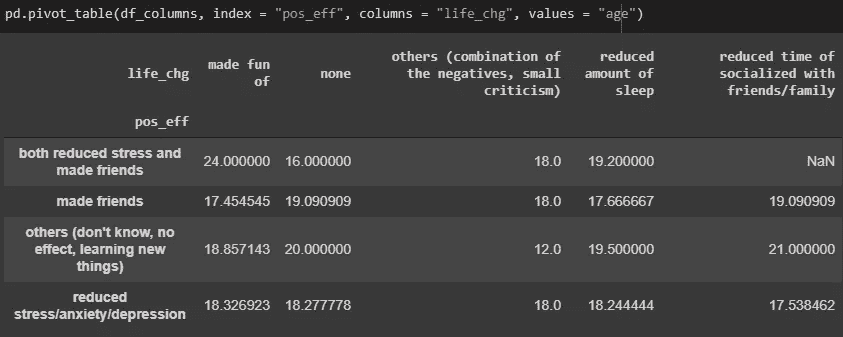 pd.pivot_table(df_columns, index = "pos_eff", columns = "life_chg", values = "age")
life_chg made fun of none others (combination of the negatives, small criticism) reduced amount of sleep reduced time of socialized with friends/family
pos_eff
both reduced stress and made friends 24.000000 16.000000 18.0 19.200000 NaN
made friends 17.454545 19.090909 18.0 17.666667 19.090909
others (don't know, no effect, learning new things) 18.857143 20.000000 12.0 19.500000 21.000000
reduced stress/anxiety/depression 18.326923 18.277778 18.0 18.244444 17.538462